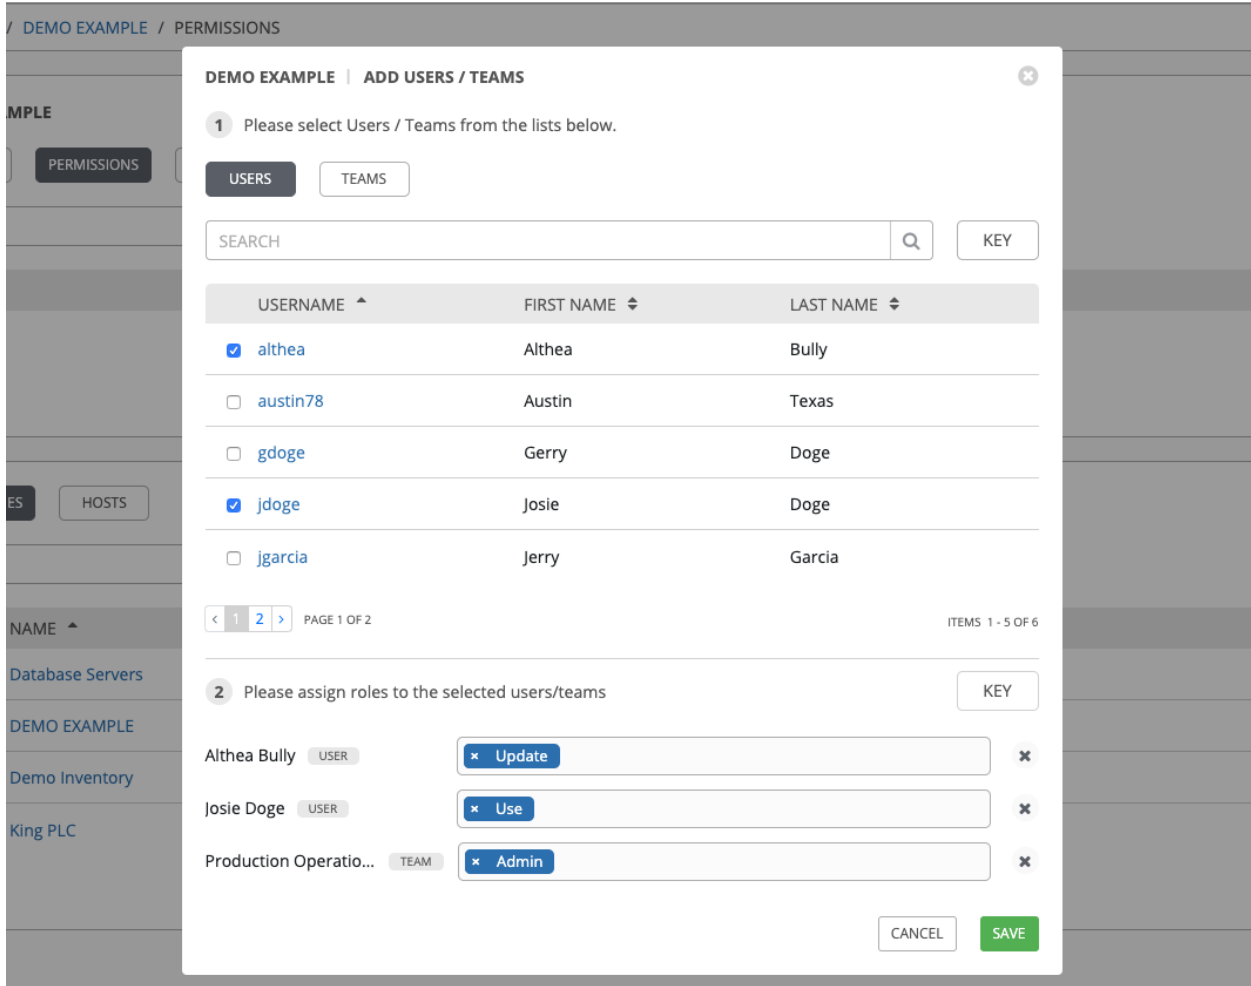 / DEMO EXAMPLE / PERMISSIONS
MPLE
PERMISSIONS
ES
HOSTS
NAME
Database Servers
DEMO EXAMPLE
Demo Inventory
King PLC
DEMO EXAMPLE | ADD USERS / TEAMS
1 Please select Users / Teams from the lists below.
USERS TEAMS
SEARCH KEY
USERNAME FIRST NAME LAST NAME
althea Althea Bully
austin78 Austin Texas
gdoge Gerry Doge
jdoge Josie Doge
jgarcia Jerry Garcia
< 1 2 > PAGE 1 OF 2 ITEMS 1 - 5 OF 6
2 Please assign roles to the selected users/teams KEY
Althea Bully USER × Update ×
Josie Doge USER × Use ×
Production Operatio... TEAM × Admin ×
CANCEL SAVE